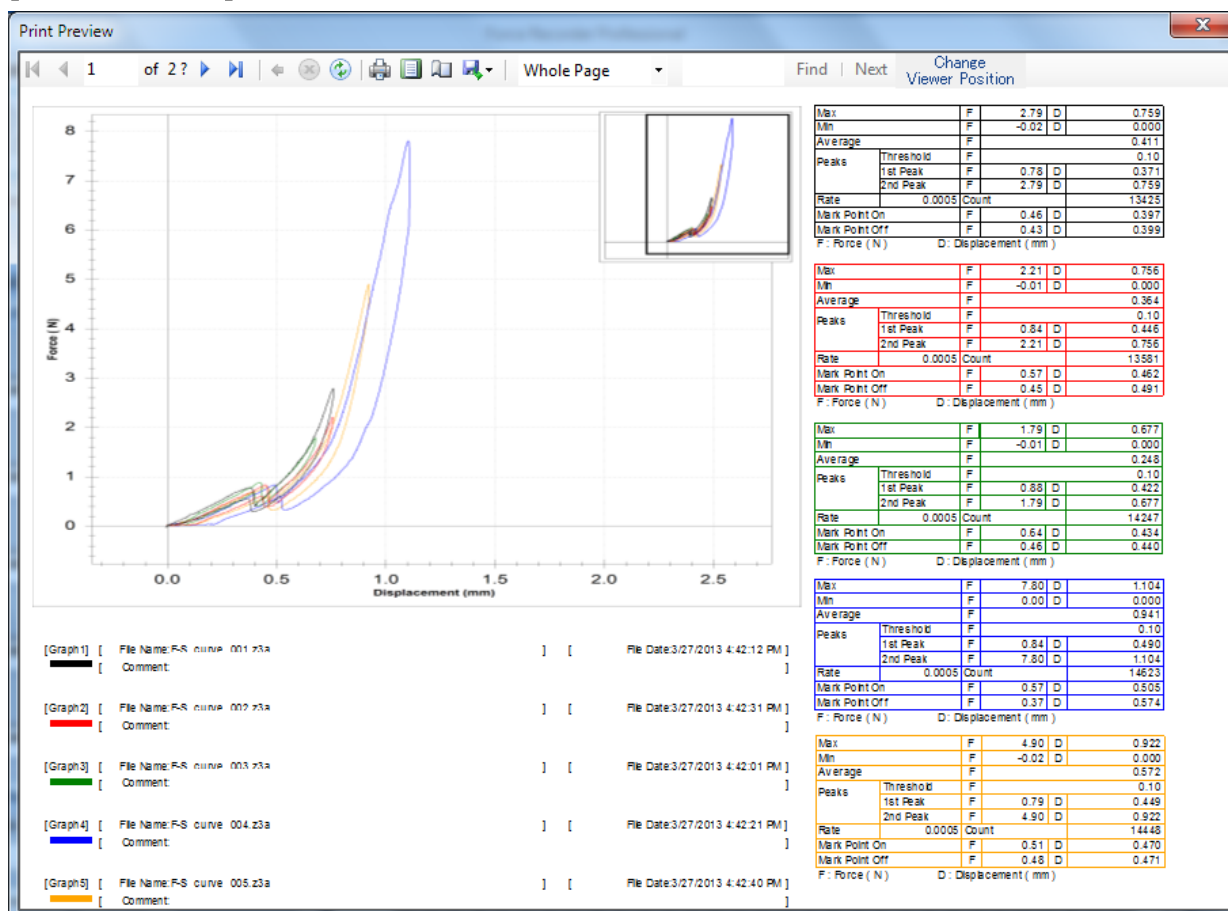 Print Preview
1 of 2? Whole Page Find | Next Change Viewer Position
8
7
6
5
4
3
2
1
0
Force (N)
0.0 0.5 1.0 1.5 2.0 2.5
Displacement (mm)
Max F 2.79 D 0.759
Min F -0.02 D 0.000
Average F 0.411
Peaks Threshold F 0.10
1st Peak F 0.78 D 0.371
2nd Peak F 2.79 D 0.759
Rate 0.0005 Count 13425
Mark Point On F 0.46 D 0.397
Mark Point Off F 0.43 D 0.399
F : Force ( N ) D : Displacement ( mm )
Max F 2.21 D 0.756
Min F -0.01 D 0.000
Average F 0.364
Peaks Threshold F 0.10
1st Peak F 0.84 D 0.446
2nd Peak F 2.21 D 0.756
Rate 0.0005 Count 13581
Mark Point On F 0.57 D 0.462
Mark Point Off F 0.45 D 0.491
F : Force ( N ) D : Displacement ( mm )
Max F 1.79 D 0.677
Min F -0.01 D 0.000
Average F 0.248
Peaks Threshold F 0.10
1st Peak F 0.88 D 0.422
2nd Peak F 1.79 D 0.677
Rate 0.0005 Count 14247
Mark Point On F 0.64 D 0.434
Mark Point Off F 0.46 D 0.440
F : Force ( N ) D : Displacement ( mm )
Max F 7.80 D 1.104
Min F 0.00 D 0.000
Average F 0.941
Peaks Threshold F 0.10
1st Peak F 0.84 D 0.490
2nd Peak F 7.80 D 1.104
Rate 0.0005 Count 14623
Mark Point On F 0.57 D 0.505
Mark Point Off F 0.37 D 0.574
F : Force ( N ) D : Displacement ( mm )
Max F 4.90 D 0.922
Min F -0.02 D 0.000
Average F 0.572
Peaks Threshold F 0.10
1st Peak F 0.79 D 0.449
2nd Peak F 4.90 D 0.922
Rate 0.0005 Count 14448
Mark Point On F 0.51 D 0.470
Mark Point Off F 0.48 D 0.471
F : Force ( N ) D : Displacement ( mm )
[Graph1] [ File Name:F-S curve 001.z3a ] [ File Date:3/27/2013 4:42:12 PM ]
[ Comment: ]
[Graph2] [ File Name:F-S curve 002.z3a ] [ File Date:3/27/2013 4:42:31 PM ]
[ Comment: ]
[Graph3] [ File Name:F-S curve 003.z3a ] [ File Date:3/27/2013 4:42:01 PM ]
[ Comment: ]
[Graph4] [ File Name:F-S curve 004.z3a ] [ File Date:3/27/2013 4:42:21 PM ]
[ Comment: ]
[Graph5] [ File Name:F-S curve 005.z3a ] [ File Date:3/27/2013 4:42:40 PM ]
[ Comment: ]